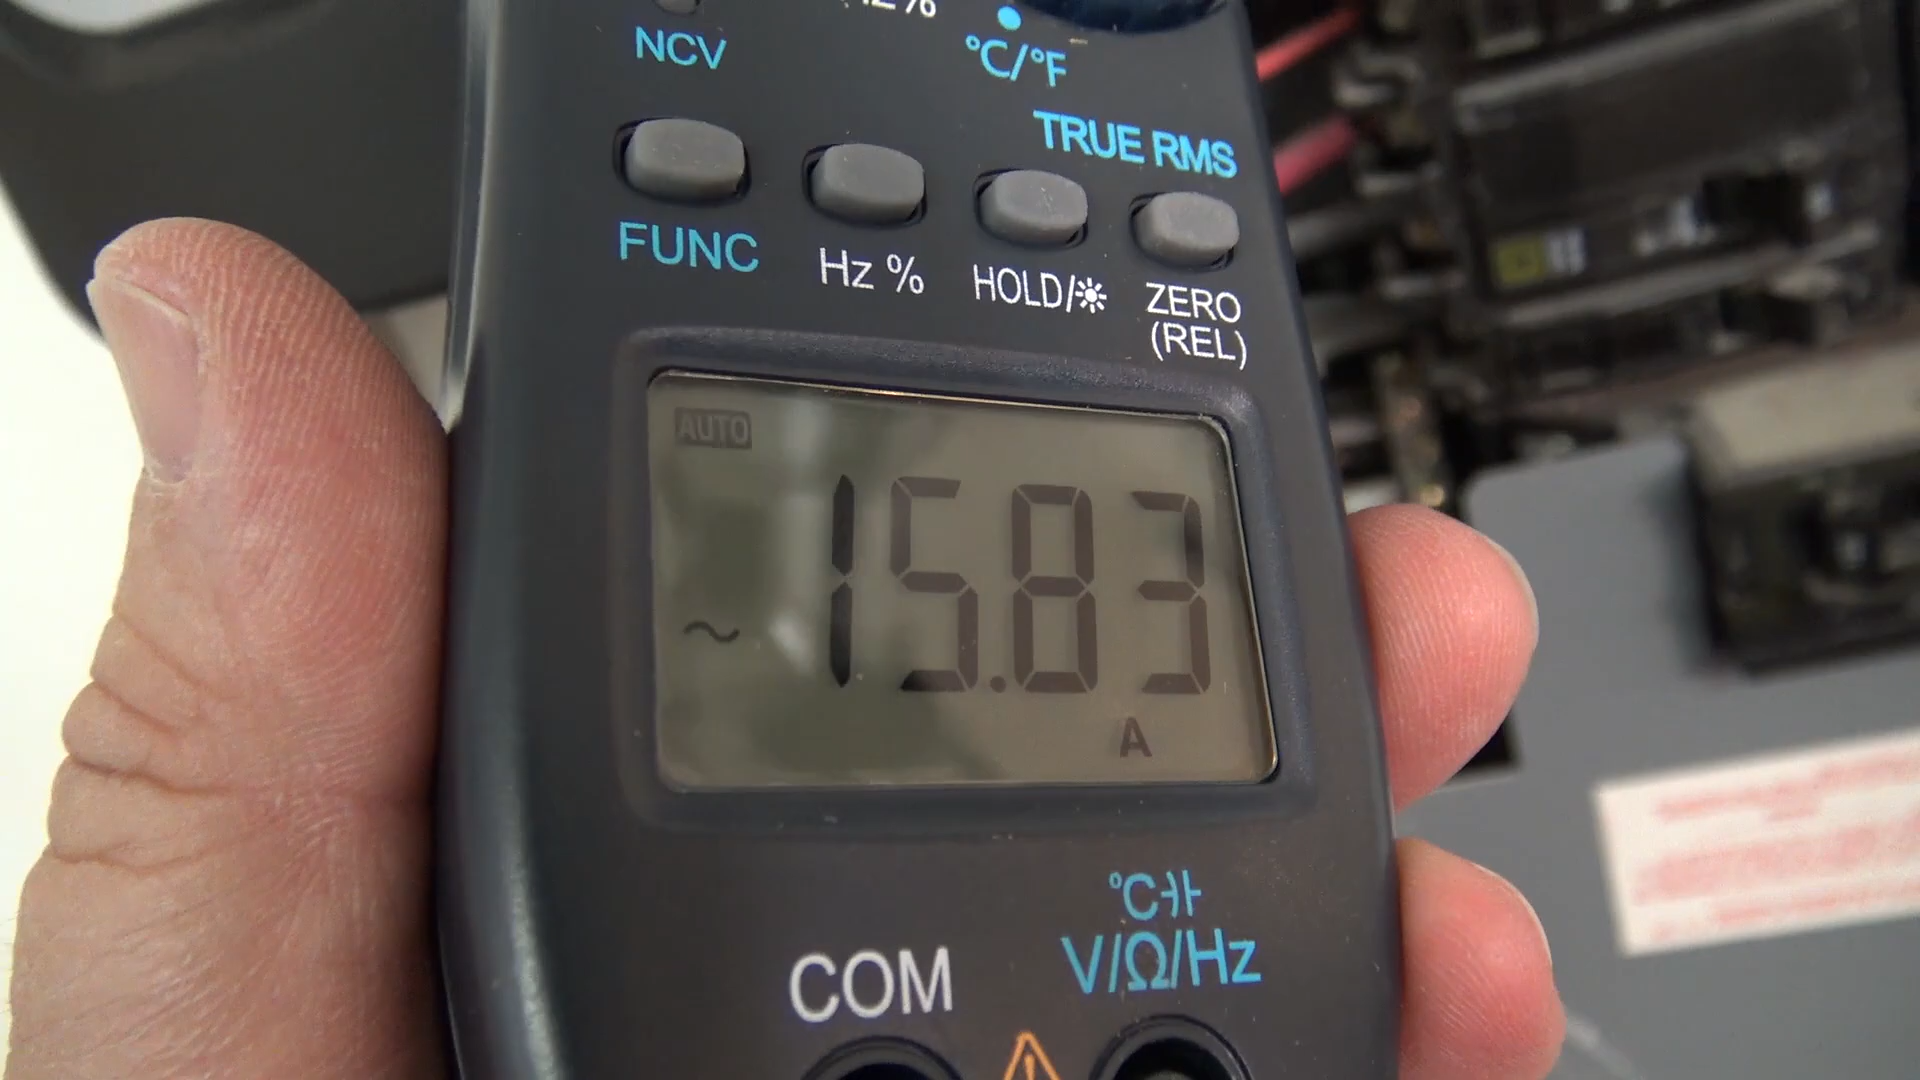 NCV
°C/°F
TRUE RMS
FUNC
Hz %
HOLD/☀
ZERO
(REL)
AUTO
~ 15.83
A
°C
COM
V/Ω/Hz